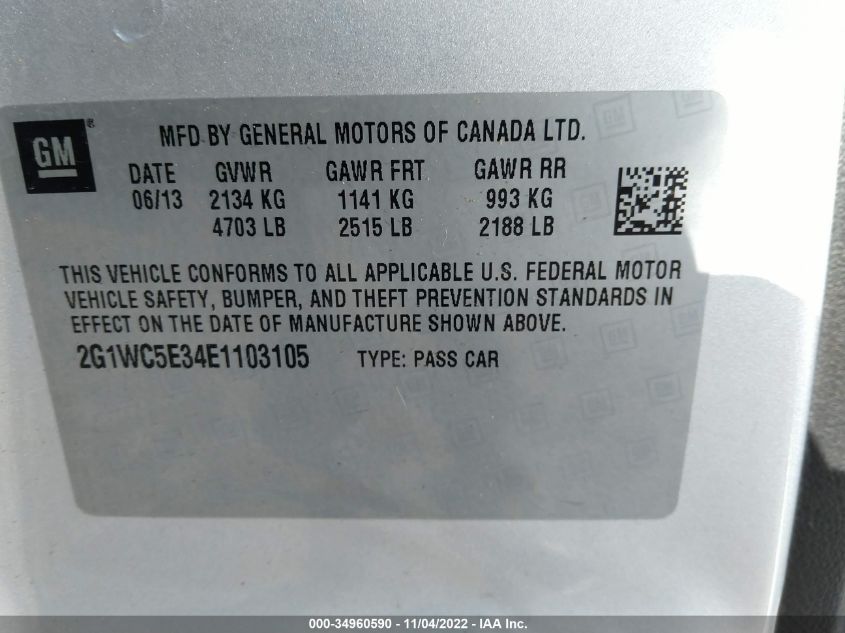 GM®
MFD BY GENERAL MOTORS OF CANADA LTD.
DATE GVWR GAWR FRT GAWR RR
06/13 2134 KG 1141 KG 993 KG
4703 LB 2515 LB 2188 LB
THIS VEHICLE CONFORMS TO ALL APPLICABLE U.S. FEDERAL MOTOR
VEHICLE SAFETY, BUMPER, AND THEFT PREVENTION STANDARDS IN
EFFECT ON THE DATE OF MANUFACTURE SHOWN ABOVE.
2G1WC5E34E1103105 TYPE: PASS CAR
000-34960590 - 11/04/2022 - IAA Inc.